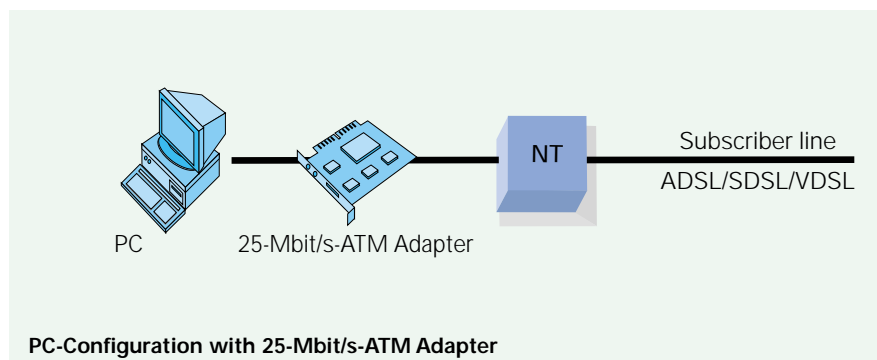 NT
Subscriber line
ADSL/SDSL/VDSL
PC
25-Mbit/s-ATM Adapter
PC-Configuration with 25-Mbit/s-ATM Adapter